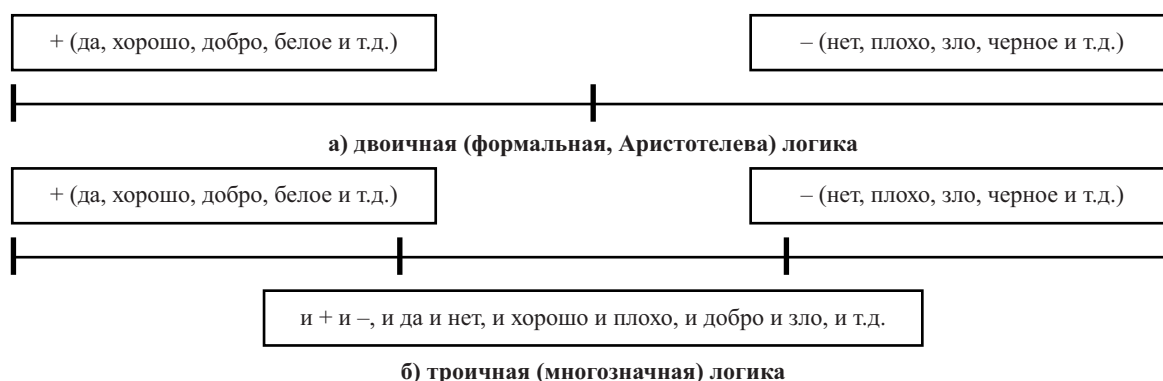 + (да, хорошо, добро, белое и т.д.)
– (нет, плохо, зло, черное и т.д.)
а) двоичная (формальная, Аристотелева) логика
+ (да, хорошо, добро, белое и т.д.)
– (нет, плохо, зло, черное и т.д.)
и + и –, и да и нет, и хорошо и плохо, и добро и зло, и т.д.
б) троичная (многозначная) логика